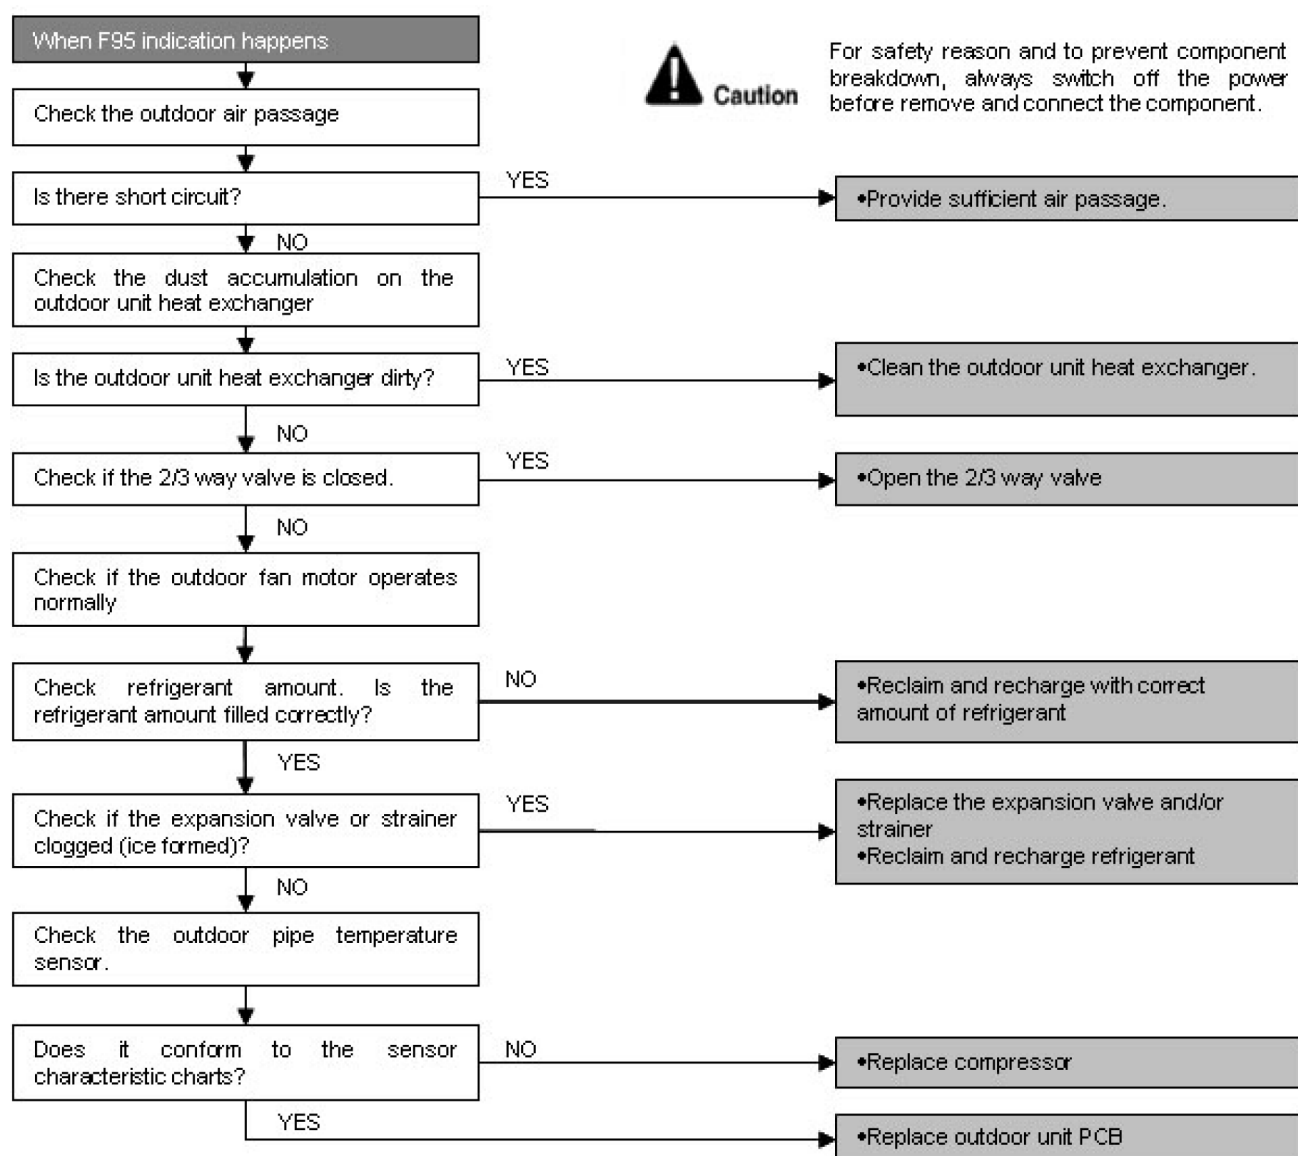 When F95 indication happens
Caution
For safety reason and to prevent component
breakdown, always switch off the power
before remove and connect the component.
Check the outdoor air passage
Is there short circuit?
YES
•Provide sufficient air passage.
NO
Check the dust accumulation on the
outdoor unit heat exchanger
Is the outdoor unit heat exchanger dirty?
YES
•Clean the outdoor unit heat exchanger.
NO
Check if the 2/3 way valve is closed.
YES
•Open the 2/3 way valve
NO
Check if the outdoor fan motor operates
normally
Check refrigerant amount. Is the
refrigerant amount filled correctly?
NO
•Reclaim and recharge with correct
amount of refrigerant
YES
Check if the expansion valve or strainer
clogged (ice formed)?
YES
•Replace the expansion valve and/or
strainer
•Reclaim and recharge refrigerant
NO
Check the outdoor pipe temperature
sensor.
Does it conform to the sensor
characteristic charts?
NO
•Replace compressor
YES
•Replace outdoor unit PCB